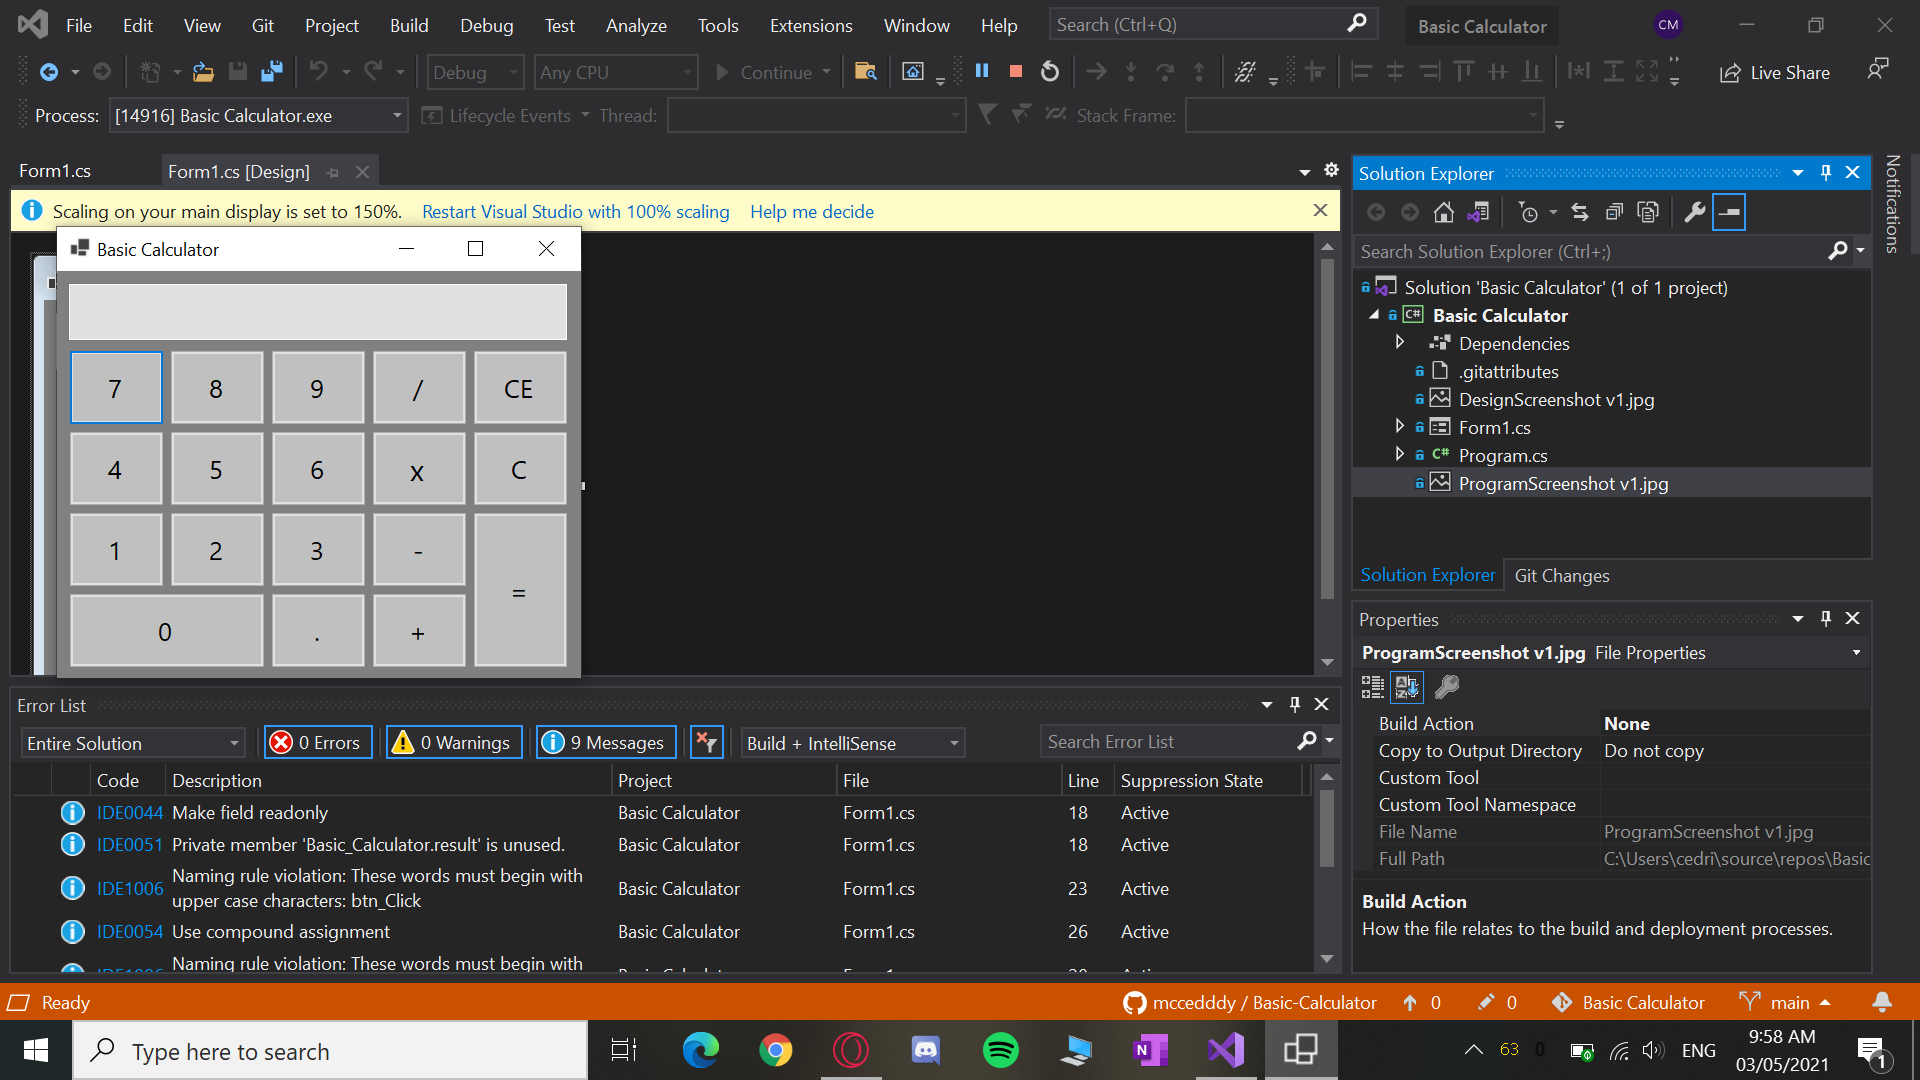 File Edit View Git Project Build Debug Test Analyze Tools Extensions Window Help Search (Ctrl+Q) Basic Calculator CM
Debug Any CPU Continue Live Share
Process: [14916] Basic Calculator.exe Lifecycle Events Thread: Stack Frame:
Form1.cs Form1.cs [Design]
Scaling on your main display is set to 150%. Restart Visual Studio with 100% scaling Help me decide
Basic Calculator
7 8 9 / CE
4 5 6 x C
1 2 3 -
=
0 . +
Solution Explorer
Search Solution Explorer (Ctrl+;)
Solution 'Basic Calculator' (1 of 1 project)
C# Basic Calculator
Dependencies
.gitattributes
DesignScreenshot v1.jpg
Form1.cs
C# Program.cs
ProgramScreenshot v1.jpg
Solution Explorer Git Changes
Notifications
Properties
ProgramScreenshot v1.jpg File Properties
Build Action None
Copy to Output Directory Do not copy
Custom Tool
Custom Tool Namespace
File Name ProgramScreenshot v1.jpg
Full Path C:\Users\cedri\source\repos\Basic
Build Action
How the file relates to the build and deployment processes.
Error List
Entire Solution 0 Errors 0 Warnings 9 Messages Build + IntelliSense Search Error List
Code Description Project File Line Suppression State
IDE0044 Make field readonly Basic Calculator Form1.cs 18 Active
IDE0051 Private member 'Basic_Calculator.result' is unused. Basic Calculator Form1.cs 18 Active
Naming rule violation: These words must begin with
IDE1006 upper case characters: btn_Click Basic Calculator Form1.cs 23 Active
IDE0054 Use compound assignment Basic Calculator Form1.cs 26 Active
Naming rule violation: These words must begin with
Ready mccedddy / Basic-Calculator 0 0 Basic Calculator main
Type here to search N 63 0 ENG 9:58 AM
03/05/2021 1